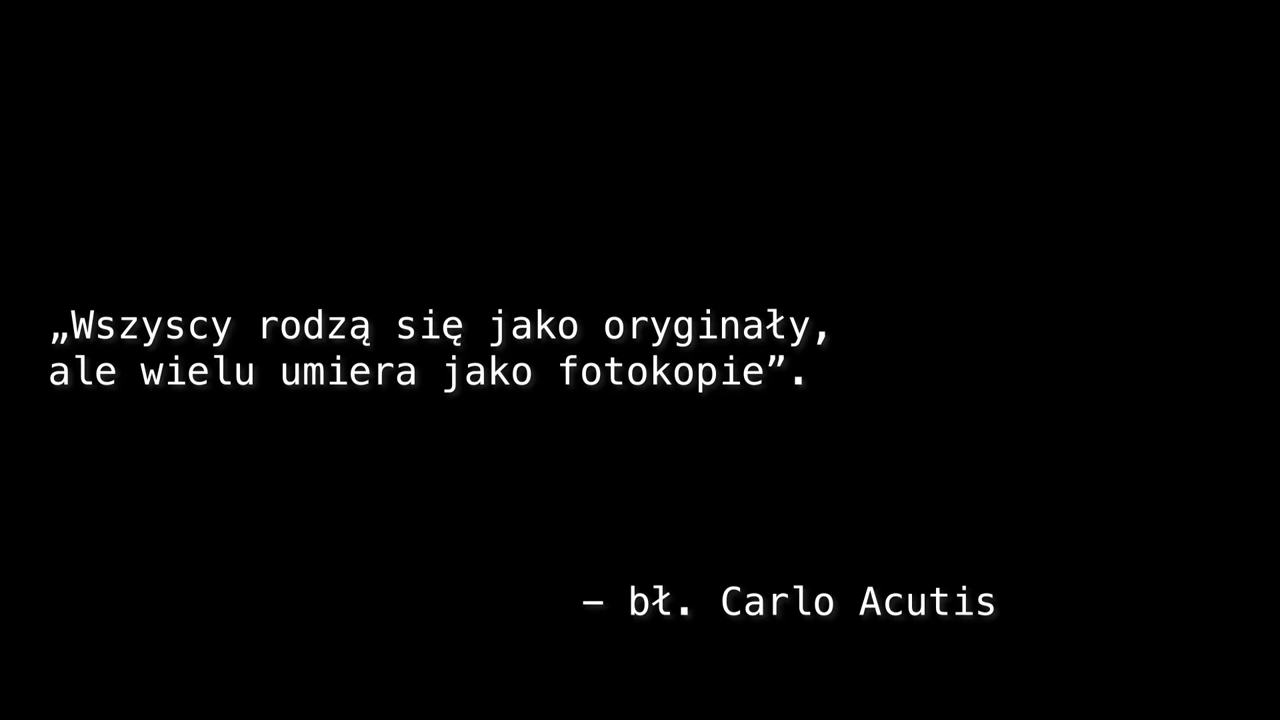 „Wszyscy rodzą się jako oryginały,
ale wielu umiera jako fotokopie”.
– bł. Carlo Acutis